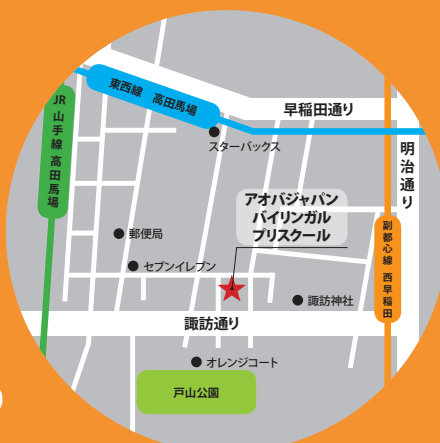 東西線 高田馬場
JR 山手線 高田馬場
早稲田通り
スターバックス
明治通り
アオバジャパン
バイリンガル
プリスクール
副都心線 西早稲田
郵便局
セブンイレブン
諏訪神社
諏訪通り
オレンジコート
戸山公園